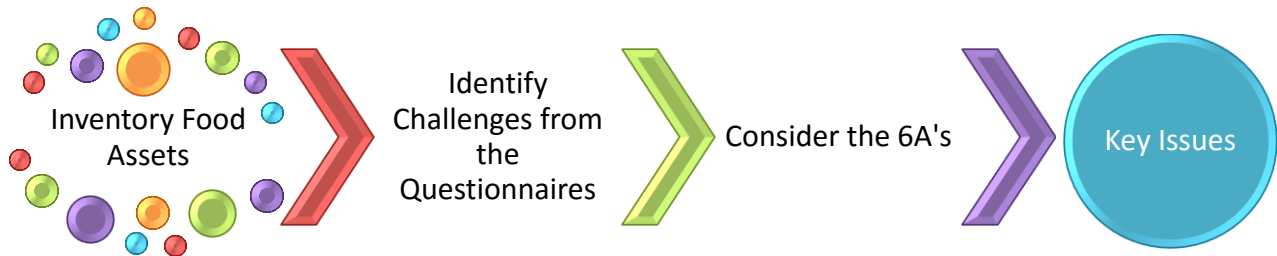 Inventory Food
Assets
Identify
Challenges from
the
Questionnaires
Consider the 6A's
Key Issues